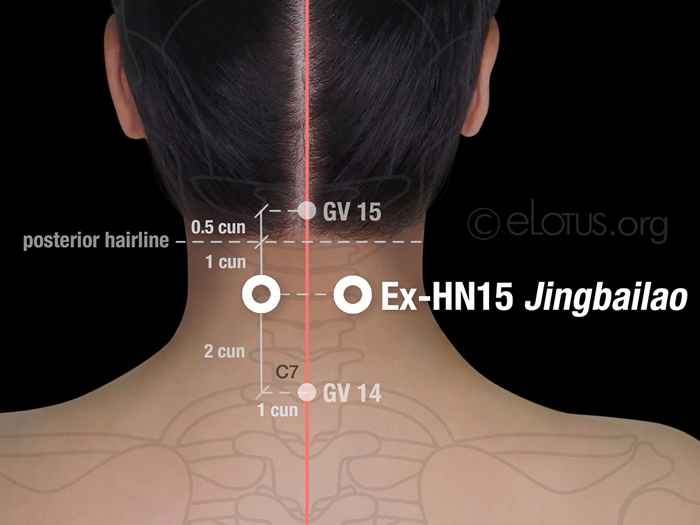 GV 15
© eLotus.org
0.5 cun
posterior hairline
1 cun
Ex-HN15 Jingbailao
2 cun
C7
GV 14
1 cun